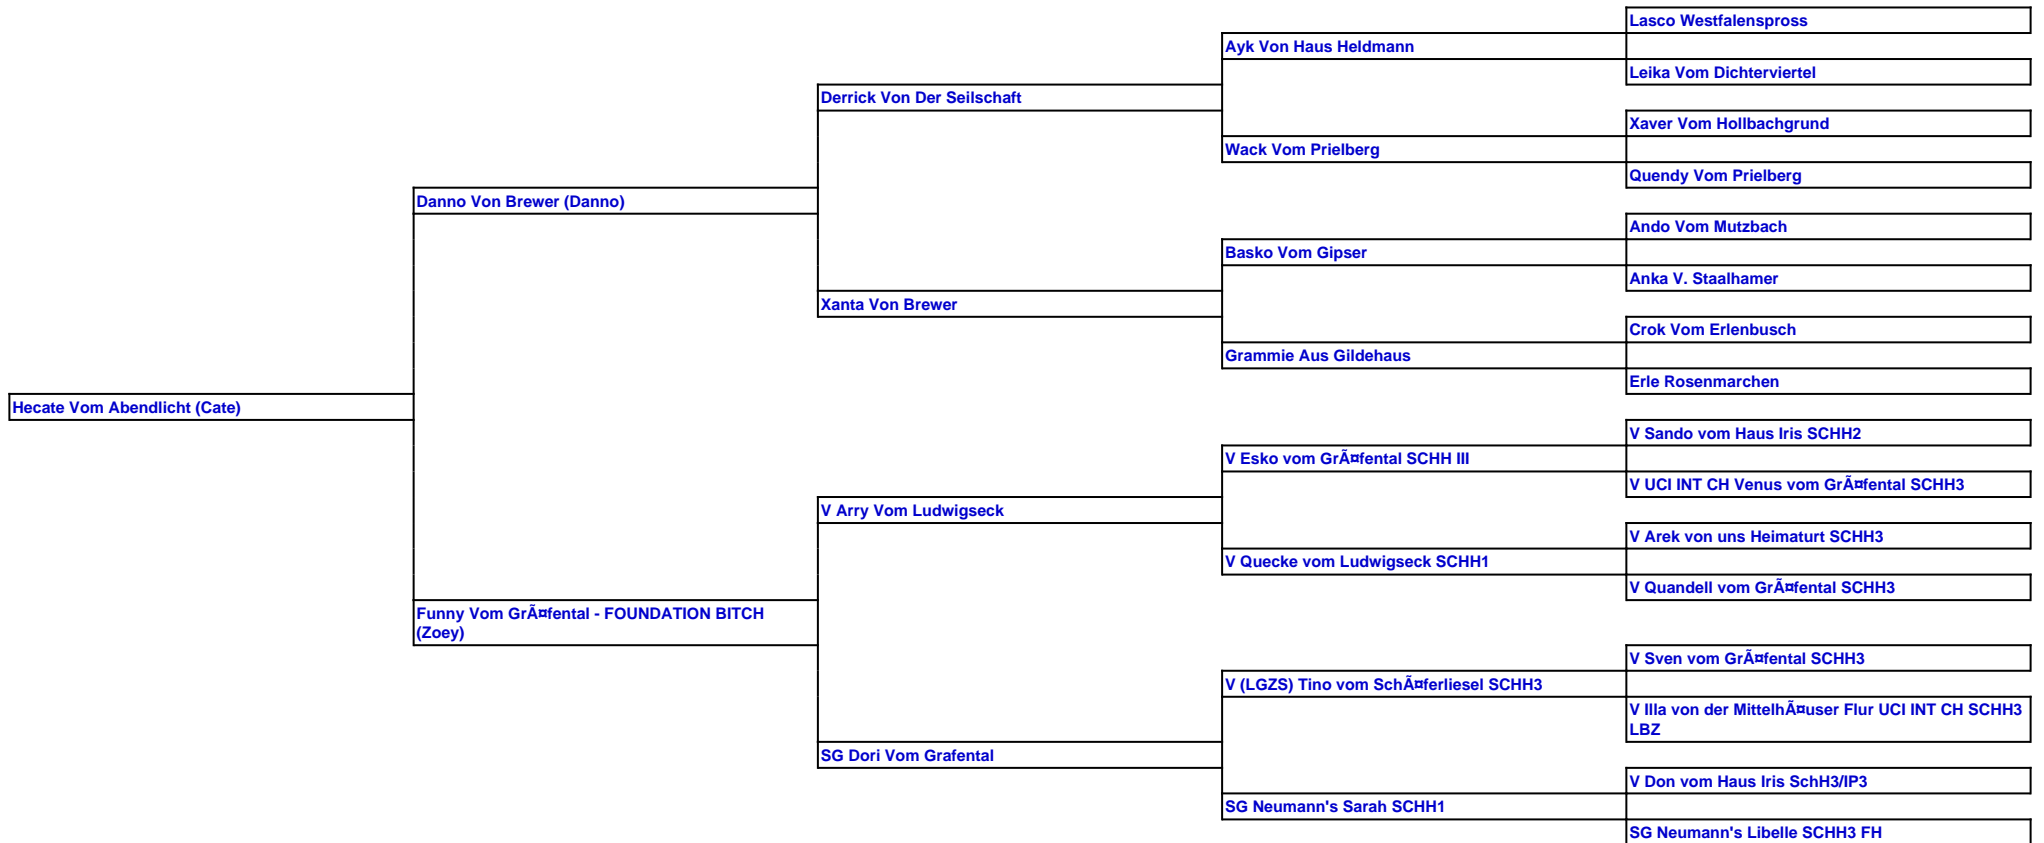 Lasco Westfalenspross
Ayk Von Haus Heldmann
Leika Vom Dichterviertel
Derrick Von Der Seilschaft
Xaver Vom Hollbachgrund
Wack Vom Prielberg
Quendy Vom Prielberg
Danno Von Brewer (Danno)
Ando Vom Mutzbach
Basko Vom Gipser
Anka V. Staalhamer
Xanta Von Brewer
Crok Vom Erlenbusch
Grammie Aus Gildehaus
Erle Rosenmarchen
Hecate Vom Abendlicht (Cate)
V Sando vom Haus Iris SCHH2
V Esko vom GrÃ¤fental SCHH III
V UCI INT CH Venus vom GrÃ¤fental SCHH3
V Arry Vom Ludwigseck
V Arek von uns Heimaturt SCHH3
V Quecke vom Ludwigseck SCHH1
V Quandell vom GrÃ¤fental SCHH3
Funny Vom GrÃ¤fental - FOUNDATION BITCH
(Zoey)
V Sven vom GrÃ¤fental SCHH3
V (LGZS) Tino vom SchÃ¤ferliesel SCHH3
V Illa von der MittelhÃ¤user Flur UCI INT CH SCHH3
LBZ
SG Dori Vom Grafental
V Don vom Haus Iris SchH3/IP3
SG Neumann's Sarah SCHH1
SG Neumann's Libelle SCHH3 FH